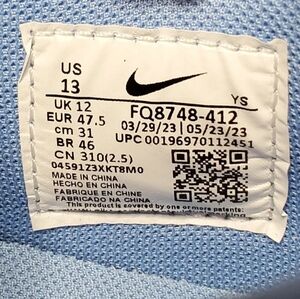 US
13
YS
UK 12
FQ8748-412
EUR 47.5
03/29/23 | 05/23/23
cm 31
UPC 00196970112451
BR 46
CN 310(2.5)
045912ЗXKT8M0
MADE IN CHINA
HECHO EN CHINA
FABRIQUE EN CHINE
FABRICADO NA CHINA
This product is covered by one or
more patents